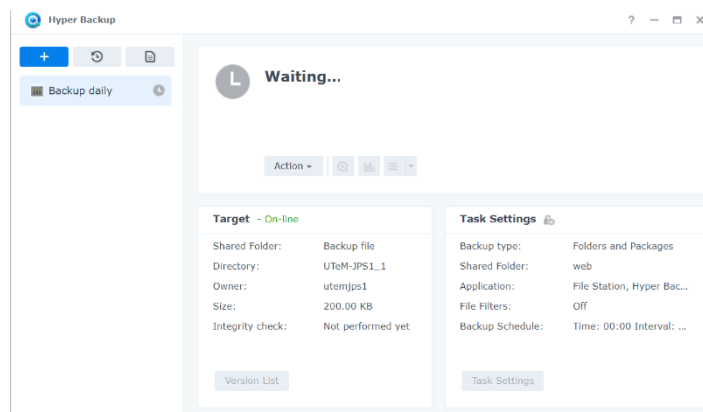 Hyper Backup
Backup daily
Waiting...
Action
Target - On-line
Shared Folder: Backup file
Directory: UTeM-JPS1_1
Owner: utemjps1
Size: 200.00 KB
Integrity check: Not performed yet
Version List
Task Settings
Backup type: Folders and Packages
Shared Folder: web
Application: File Station, Hyper Bac...
File Filters: Off
Backup Schedule: Time: 00:00 Interval: ...
Task Settings